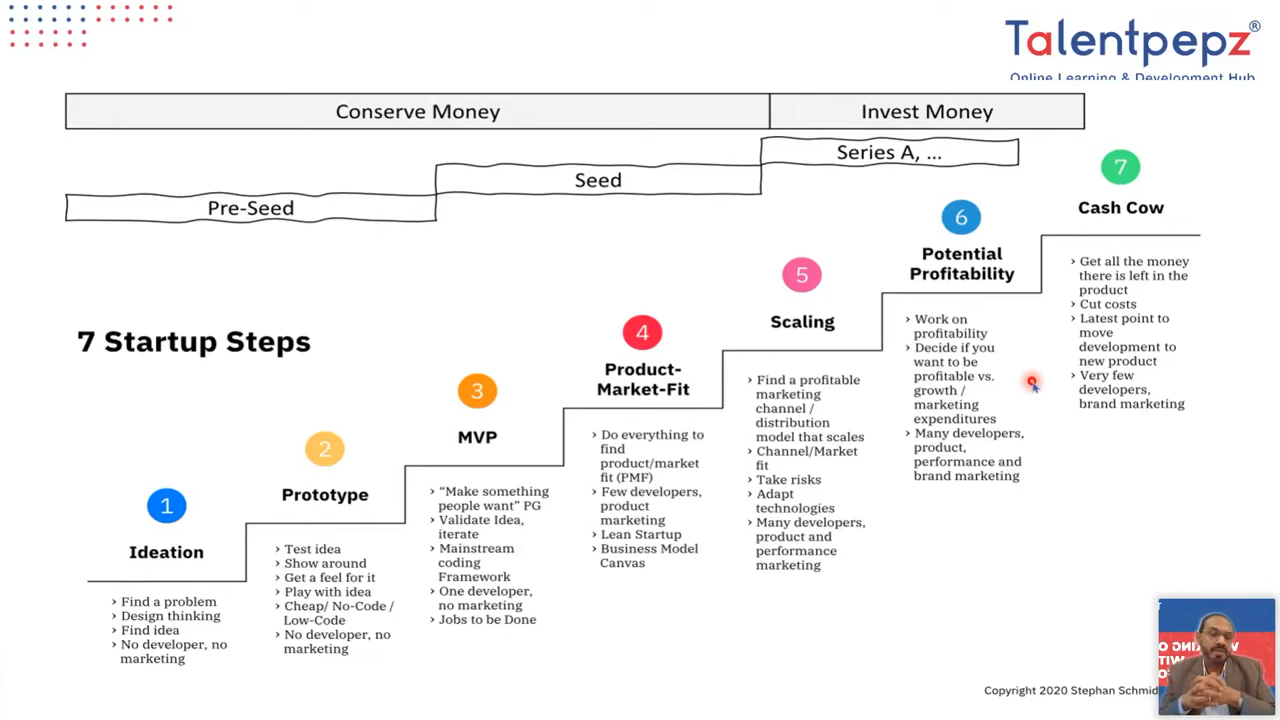 Talentpepz®
Online Learning & Development Hub
Conserve Money
Invest Money
Series A, ...
Seed
Pre-Seed
7 Startup Steps
1
Ideation
› Find a problem
› Design thinking
› Find idea
› No developer, no
marketing
2
Prototype
› Test idea
› Show around
› Get a feel for it
› Play with idea
› Cheap/ No-Code /
Low-Code
› No developer, no
marketing
3
MVP
› “Make something
people want” PG
› Validate Idea,
iterate
› Mainstream
coding
Framework
› One developer,
no marketing
› Jobs to be Done
4
Product-
Market-Fit
› Do everything to
find
product/market
fit (PMF)
› Few developers,
product
marketing
› Lean Startup
› Business Model
Canvas
5
Scaling
› Find a profitable
marketing
channel /
distribution
model that scales
› Channel/Market
fit
› Take risks
› Adapt
technologies
› Many developers,
product and
performance
marketing
6
Potential
Profitability
› Work on
profitability
› Decide if you
want to be
profitable vs.
growth /
marketing
expenditures
› Many developers,
product,
performance and
brand marketing
7
Cash Cow
› Get all the money
there is left in the
product
› Cut costs
› Latest point to
move
development to
new product
› Very few
developers,
brand marketing
Copyright 2020 Stephan Schmid